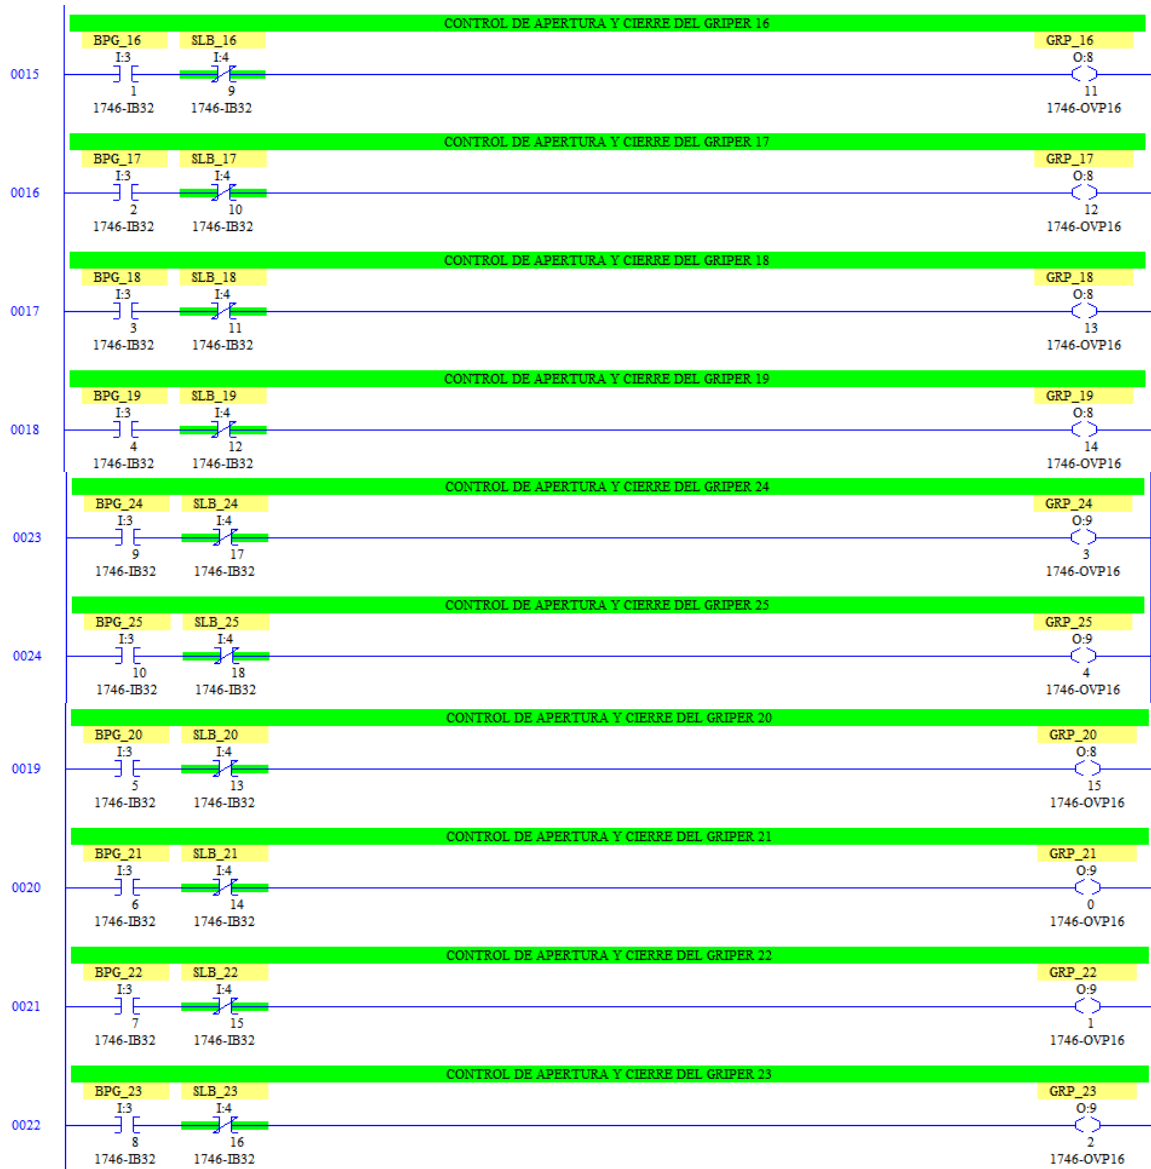 CONTROL DE APERTURA Y CIERRE DEL GRIPER 16
BPG_16 SLB_16 GRP_16
I:3 I:4 O:8
0015
1 9 11
1746-IB32 1746-IB32 1746-OVP16
CONTROL DE APERTURA Y CIERRE DEL GRIPER 17
BPG_17 SLB_17 GRP_17
I:3 I:4 O:8
0016
2 10 12
1746-IB32 1746-IB32 1746-OVP16
CONTROL DE APERTURA Y CIERRE DEL GRIPER 18
BPG_18 SLB_18 GRP_18
I:3 I:4 O:8
0017
3 11 13
1746-IB32 1746-IB32 1746-OVP16
CONTROL DE APERTURA Y CIERRE DEL GRIPER 19
BPG_19 SLB_19 GRP_19
I:3 I:4 O:8
0018
4 12 14
1746-IB32 1746-IB32 1746-OVP16
CONTROL DE APERTURA Y CIERRE DEL GRIPER 24
BPG_24 SLB_24 GRP_24
I:3 I:4 O:9
0023
9 17 3
1746-IB32 1746-IB32 1746-OVP16
CONTROL DE APERTURA Y CIERRE DEL GRIPER 25
BPG_25 SLB_25 GRP_25
I:3 I:4 O:9
0024
10 18 4
1746-IB32 1746-IB32 1746-OVP16
CONTROL DE APERTURA Y CIERRE DEL GRIPER 20
BPG_20 SLB_20 GRP_20
I:3 I:4 O:8
0019
5 13 15
1746-IB32 1746-IB32 1746-OVP16
CONTROL DE APERTURA Y CIERRE DEL GRIPER 21
BPG_21 SLB_21 GRP_21
I:3 I:4 O:9
0020
6 14 0
1746-IB32 1746-IB32 1746-OVP16
CONTROL DE APERTURA Y CIERRE DEL GRIPER 22
BPG_22 SLB_22 GRP_22
I:3 I:4 O:9
0021
7 15 1
1746-IB32 1746-IB32 1746-OVP16
CONTROL DE APERTURA Y CIERRE DEL GRIPER 23
BPG_23 SLB_23 GRP_23
I:3 I:4 O:9
0022
8 16 2
1746-IB32 1746-IB32 1746-OVP16